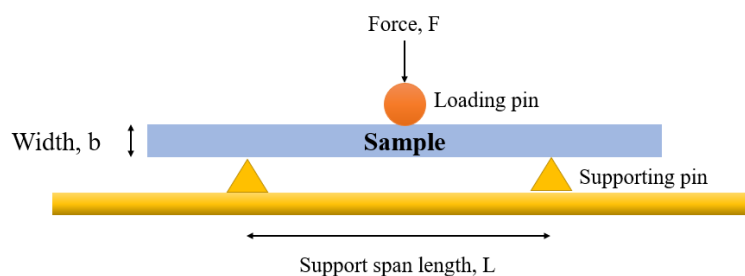 Force, F
Loading pin
Width, b
Sample
Supporting pin
Support span length, L